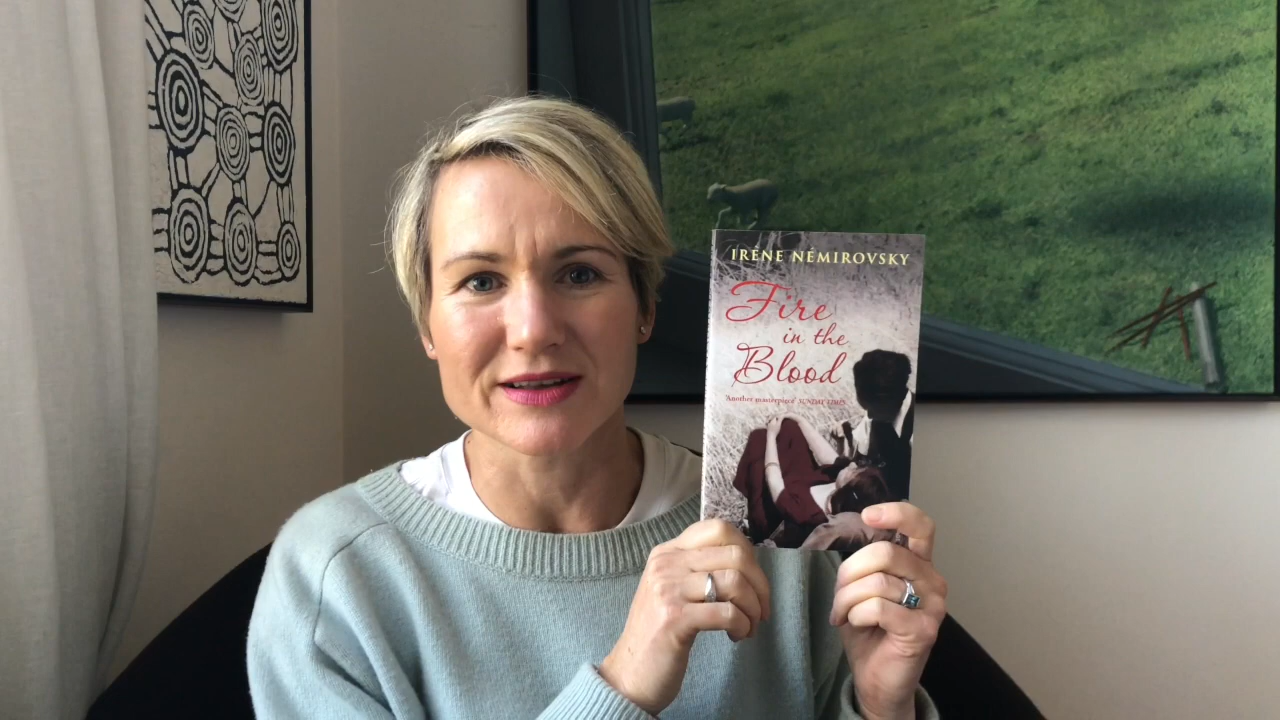 IRÈNE NÉMIROVSKY
Fire
in the
Blood
'Another masterpiece' SUNDAY TIMES